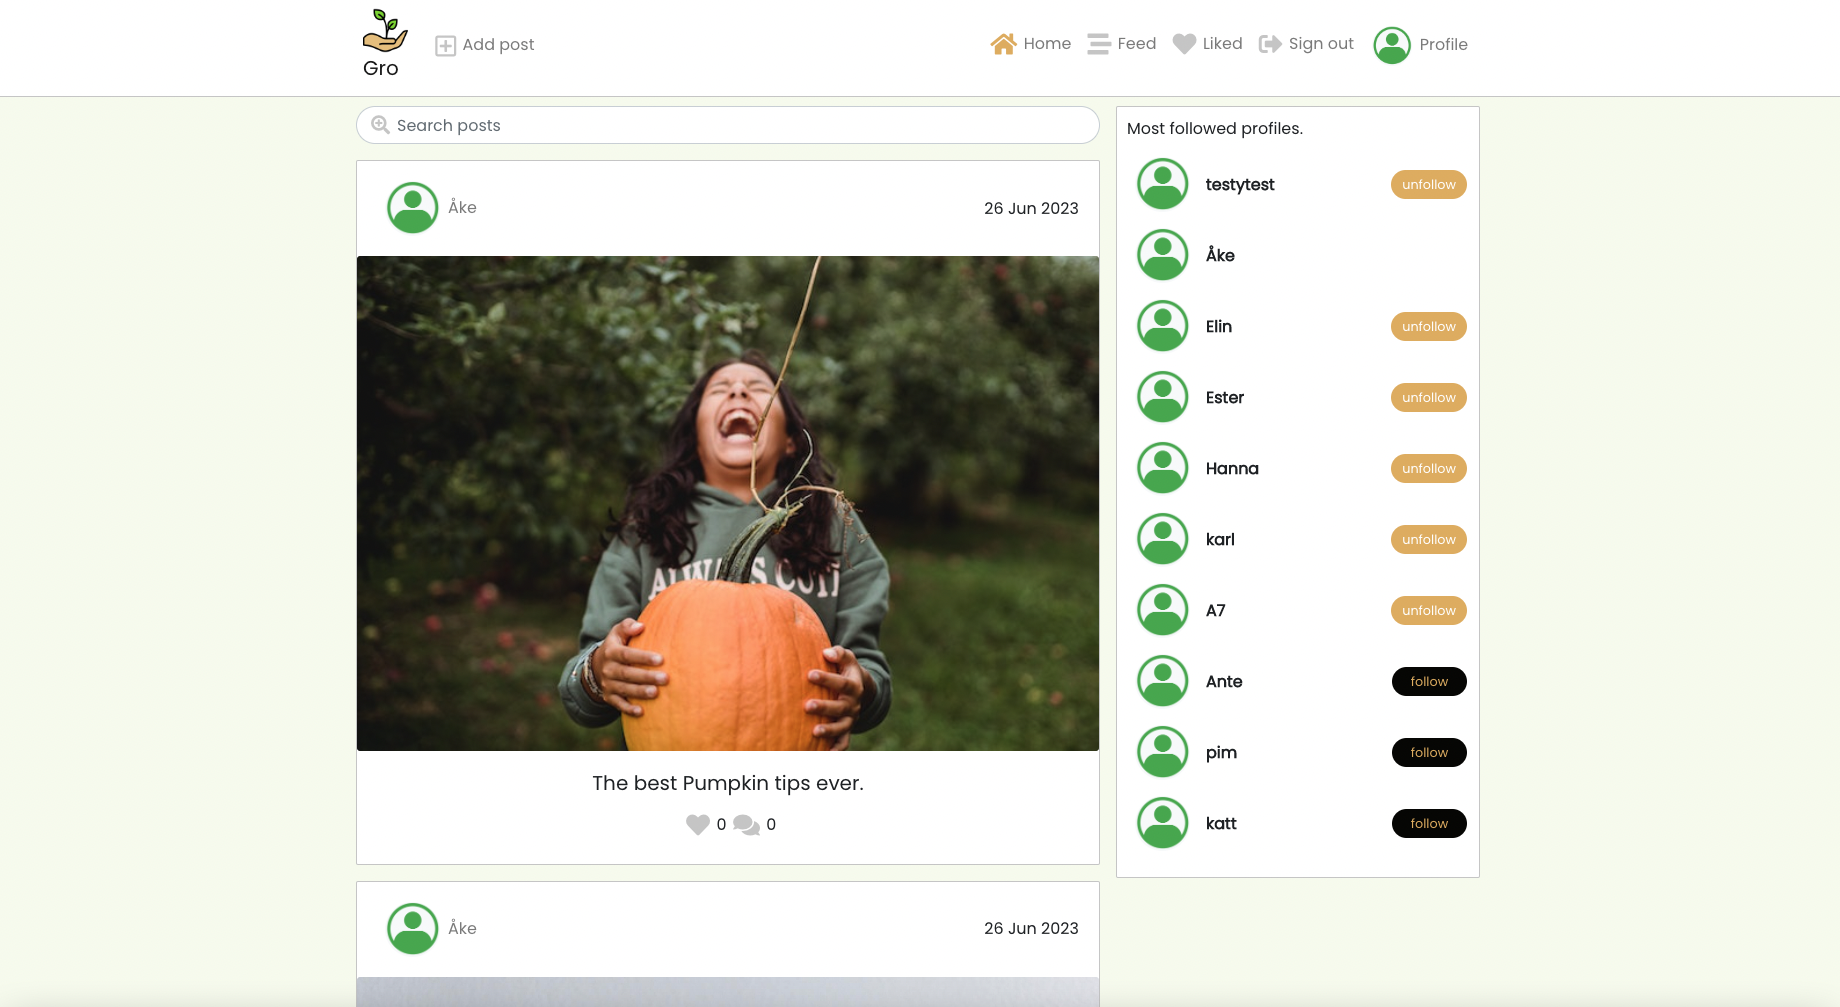 Gro
Add post
Home
Feed
Liked
Sign out
Profile
Search posts
Åke
26 Jun 2023
The best Pumpkin tips ever.
0
0
Åke
26 Jun 2023
Most followed profiles.
testytest
unfollow
Åke
Elin
unfollow
Ester
unfollow
Hanna
unfollow
karl
unfollow
A7
unfollow
Ante
follow
pim
follow
katt
follow